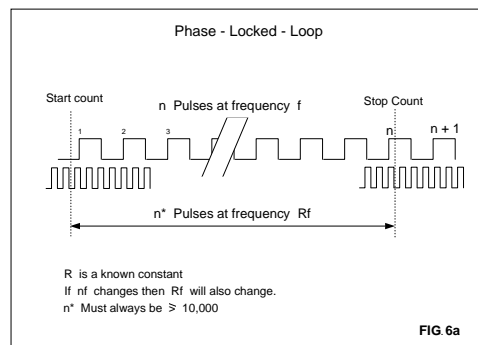 Phase - Locked - Loop
Start count
n Pulses at frequency f
Stop Count
1 2 3 n n + 1
n* Pulses at frequency Rf
R is a known constant
If nf changes then Rf will also change.
n* Must always be ⩾ 10,000
FIG. 6a